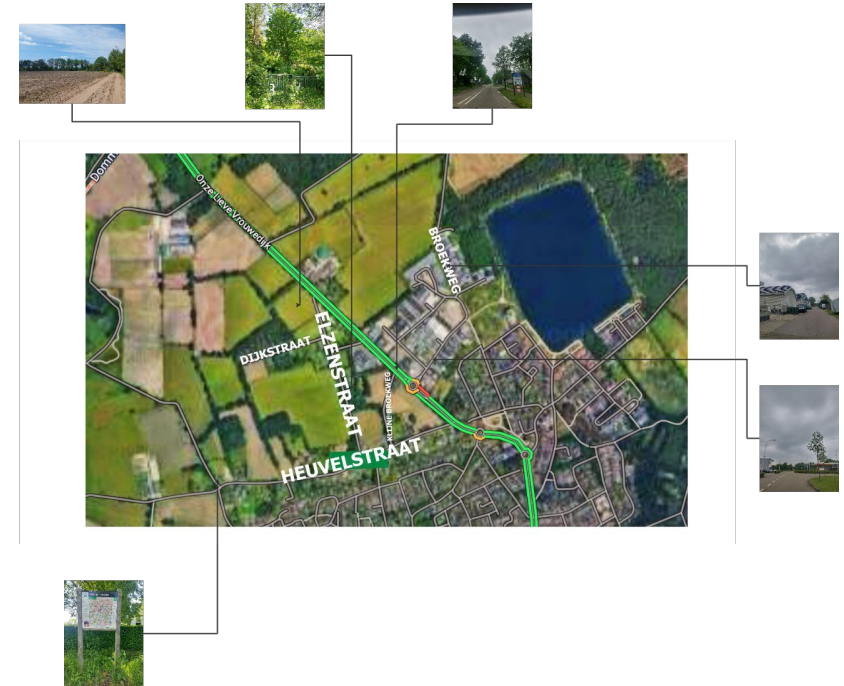 Domm
Onze Lieve Vrouwedijk
BROEKWEG
ELZENSTRAAT
DIJKSTRAAT
KLEINE BROEKWEG
HEUVELSTRAAT